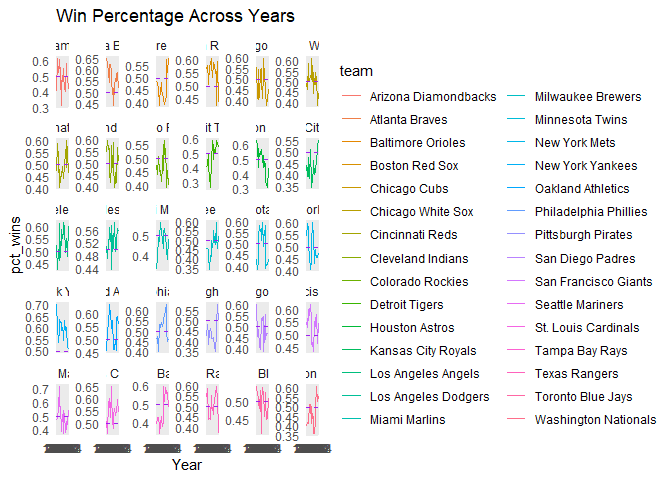 Win Percentage Across Years
am a E re R go W
0.6 0.65 0.55 0.60 0.60 0.60
0.5 0.60 0.50 0.55 0.55 0.55
0.4 0.55 0.45 0.50 0.50 0.50
0.3 0.50 0.40 0.45 0.45 0.45
0.45 0.40 0.40
nat nd o F it T on Cit
0.60 0.60 0.55 0.6 0.6 0.60
0.55 0.55 0.50 0.5 0.5 0.55
0.50 0.50 0.45 0.4 0.4 0.50
0.45 0.45 0.40 0.3 0.3 0.45
0.40 0.40 0.40
0.35
ele es M ee ota orl
0.60 0.56 0.5 0.60 0.60 0.60
0.55 0.52 0.4 0.55 0.55 0.55
0.50 0.48 0.50 0.50 0.50
0.45 0.44 0.45 0.45 0.45
0.40 0.40 0.40
k Y d A hia gh go cis
0.70 0.60 0.6 0.60 0.60 0.60
0.65 0.55 0.5 0.55 0.55 0.55
0.60 0.50 0.4 0.50 0.50 0.50
0.55 0.45 0.45 0.45 0.45
0.50 0.40 0.40
0.35
Ma C Ba Ra Bl on
0.7 0.65 0.6 0.60 0.50 0.60
0.6 0.60 0.5 0.55 0.45 0.55
0.5 0.55 0.4 0.50 0.50
0.4 0.50 0.45 0.45
0.40 0.40
0.35
pct_wins
Year
team
Arizona Diamondbacks
Atlanta Braves
Baltimore Orioles
Boston Red Sox
Chicago Cubs
Chicago White Sox
Cincinnati Reds
Cleveland Indians
Colorado Rockies
Detroit Tigers
Houston Astros
Kansas City Royals
Los Angeles Angels
Los Angeles Dodgers
Miami Marlins
Milwaukee Brewers
Minnesota Twins
New York Mets
New York Yankees
Oakland Athletics
Philadelphia Phillies
Pittsburgh Pirates
San Diego Padres
San Francisco Giants
Seattle Mariners
St. Louis Cardinals
Tampa Bay Rays
Texas Rangers
Toronto Blue Jays
Washington Nationals